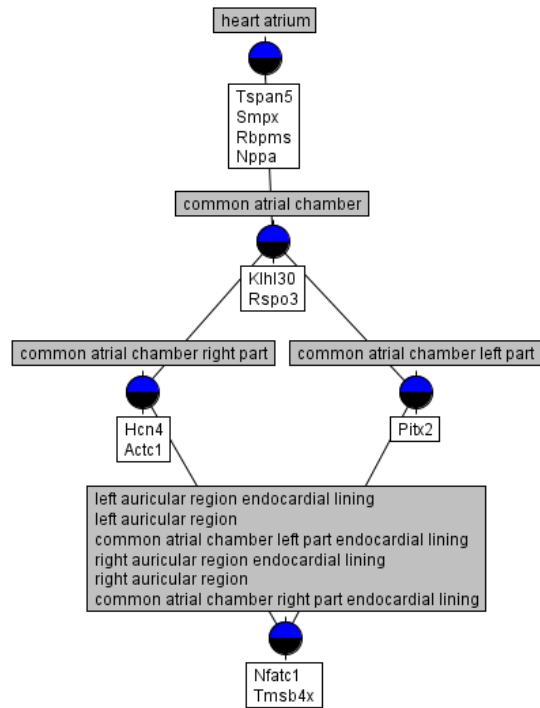 heart atrium
Tspan5
Smpx
Rbpms
Nppa
common atrial chamber
Klhl30
Rspo3
common atrial chamber right part
common atrial chamber left part
Hcn4
Actc1
Pitx2
left auricular region endocardial lining
left auricular region
common atrial chamber left part endocardial lining
right auricular region endocardial lining
right auricular region
common atrial chamber right part endocardial lining
Nfatc1
Tmsb4x